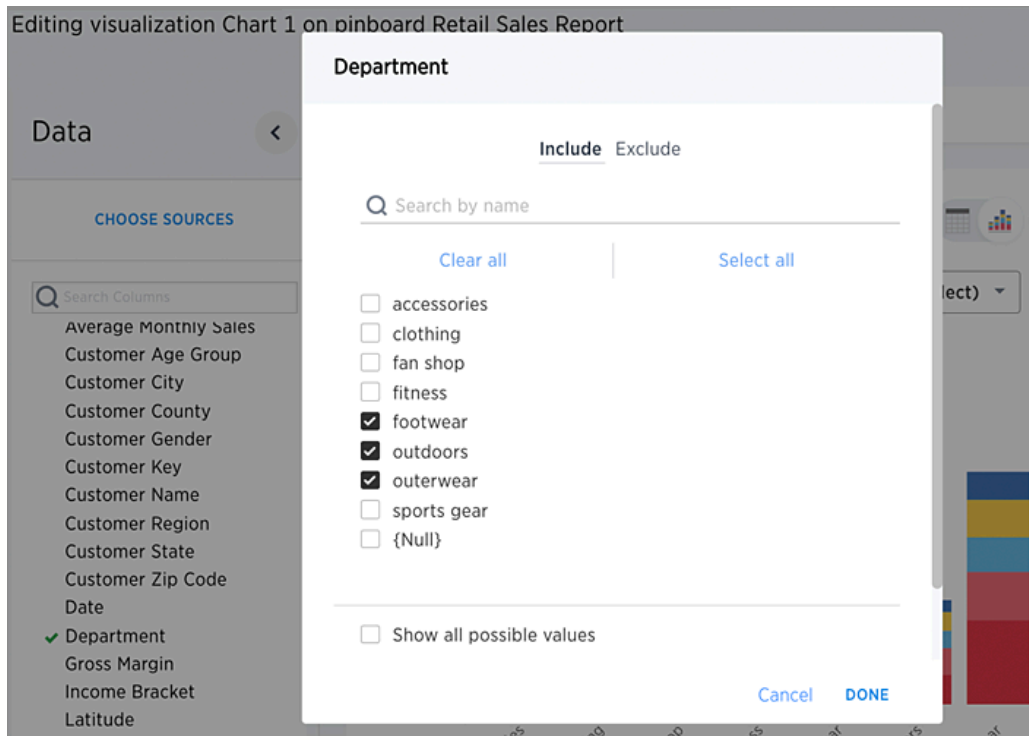 Editing visualization Chart 1 on pinboard Retail Sales Report
Department
Data
Include Exclude
Search by name
CHOOSE SOURCES
Clear all
Select all
lect)
Search Columns
accessories
clothing
fan shop
fitness
footwear
outdoors
outerwear
sports gear
{Null}
Average Monthly Sales
Customer Age Group
Customer City
Customer County
Customer Gender
Customer Key
Customer Name
Customer Region
Customer State
Customer Zip Code
Date
Department
Gross Margin
Income Bracket
Latitude
Show all possible values
Cancel DONE